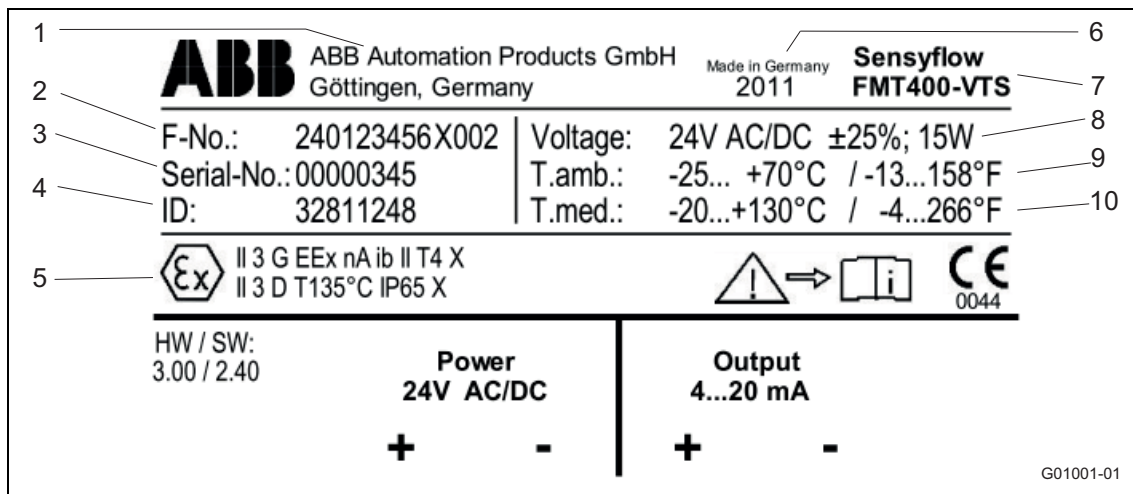 1
6
ABB
ABB Automation Products GmbH
Göttingen, Germany
Made in Germany
2011
Sensyflow
FMT400-VTS
7
2
F-No.: 240123456X002
Voltage: 24V AC/DC ±25%; 15W
8
3
Serial-No.: 00000345
T.amb.: -25... +70°C / -13...158°F
9
4
ID: 32811248
T.med.: -20...+130°C / -4...266°F
10
5
Ex
II 3 G EEx nA ib II T4 X
II 3 D T135°C IP65 X
!
i
CE
0044
HW / SW:
3.00 / 2.40
Power
24V AC/DC
+ -
Output
4...20 mA
+ -
G01001-01